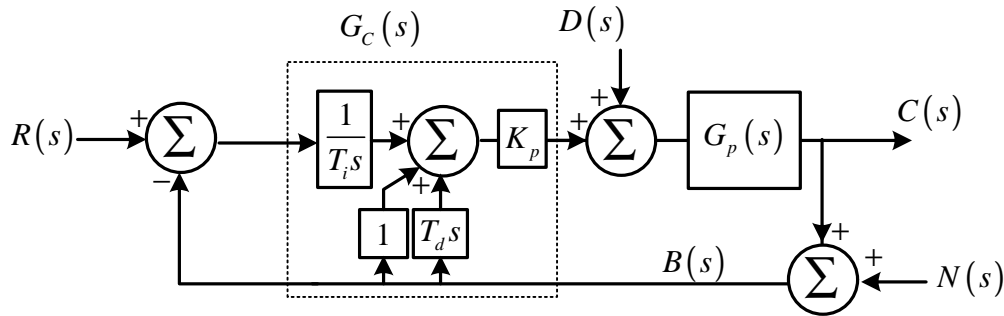 G_C(s)
D(s)
R(s)
+
−
Σ
1
T_i s
+
+
Σ
K_p
+
+
Σ
G_p(s)
C(s)
1
T_d s
B(s)
+
+
Σ
N(s)